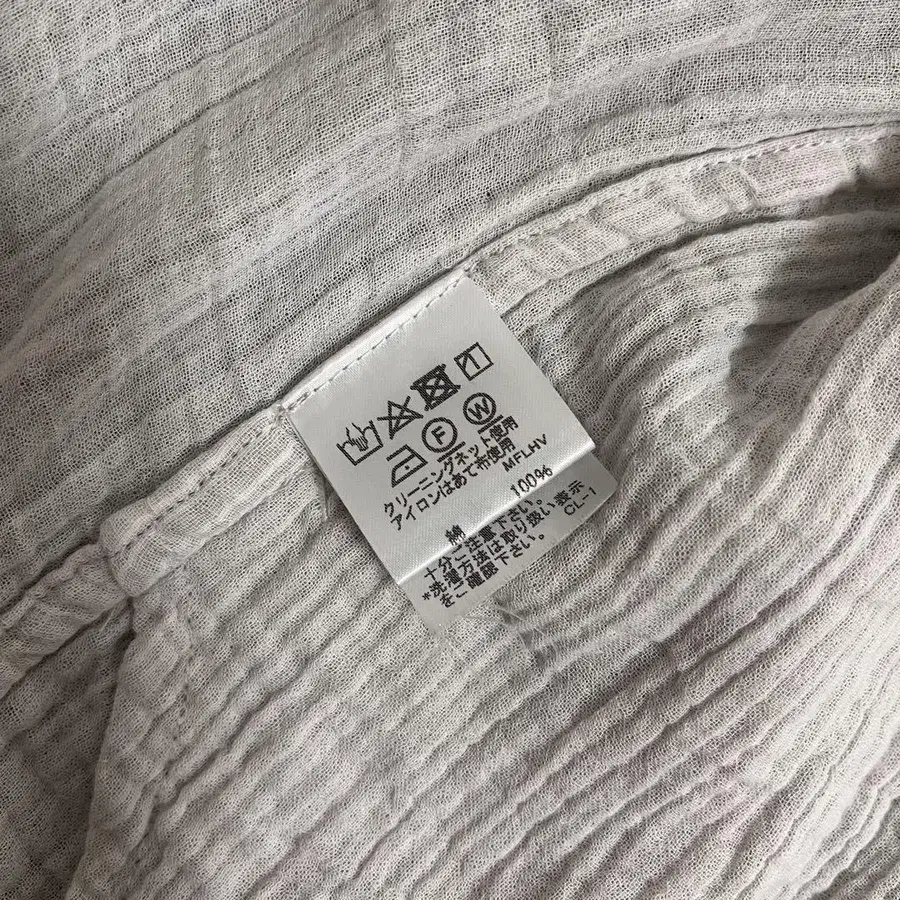 F W
クリーニングネット使用
アイロンはあて布使用
MFLHV
綿 100%
十分ご注意下さい。
*洗濯方法は取り扱い表示
をご確認下さい。
CL-1